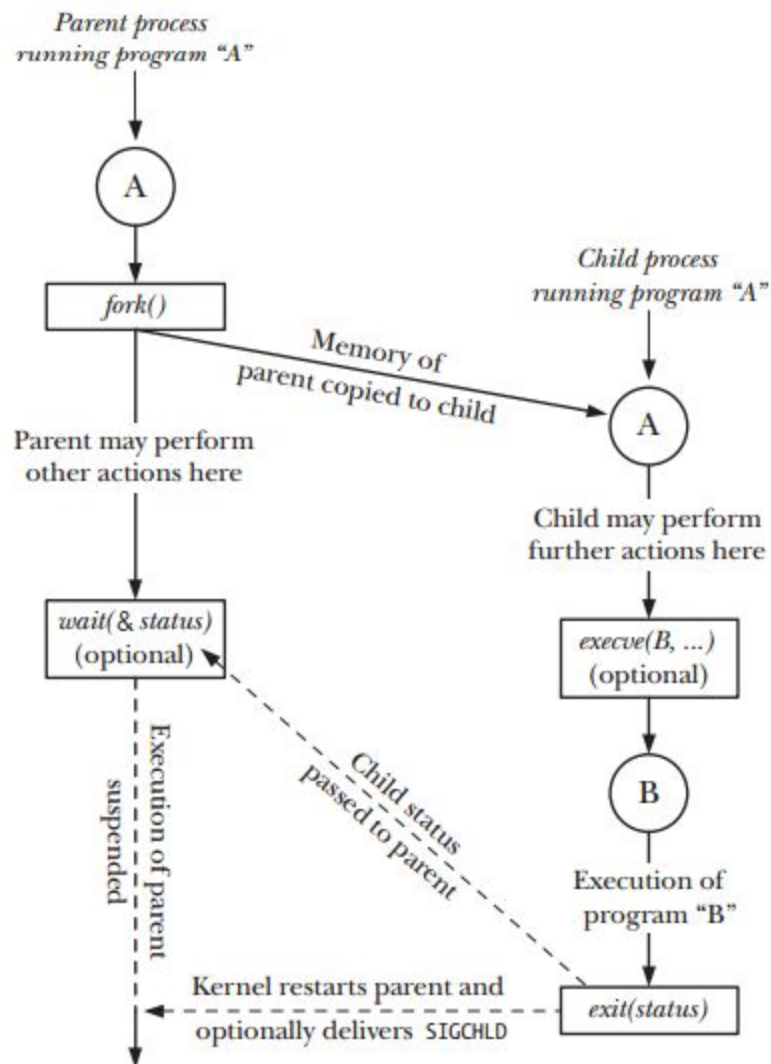 Parent process
running program “A”
A
fork()
Child process
running program “A”
Memory of
parent copied to child
A
Parent may perform
other actions here
Child may perform
further actions here
wait(& status)
(optional)
execve(B, ...)
(optional)
Execution of parent
suspended
Child status
passed to parent
B
Execution of
program “B”
Kernel restarts parent and
optionally delivers SIGCHLD
exit(status)